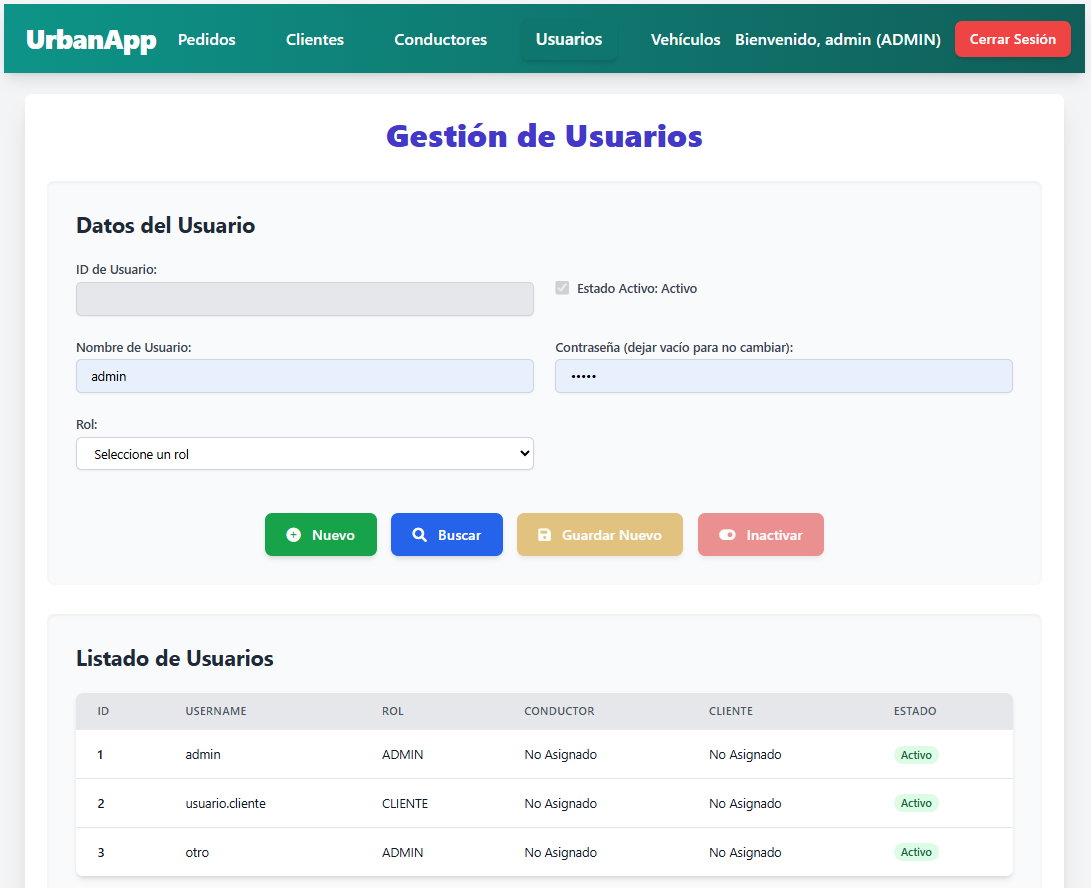 UrbanApp Pedidos Clientes Conductores Usuarios Vehículos Bienvenido, admin (ADMIN) Cerrar Sesión
Gestión de Usuarios
Datos del Usuario
ID de Usuario:
Estado Activo: Activo
Nombre de Usuario: Contraseña (dejar vacío para no cambiar):
admin •••••
Rol:
Seleccione un rol
Nuevo Buscar Guardar Nuevo Inactivar
Listado de Usuarios
ID USERNAME ROL CONDUCTOR CLIENTE ESTADO
1 admin ADMIN No Asignado No Asignado Activo
2 usuario.cliente CLIENTE No Asignado No Asignado Activo
3 otro ADMIN No Asignado No Asignado Activo